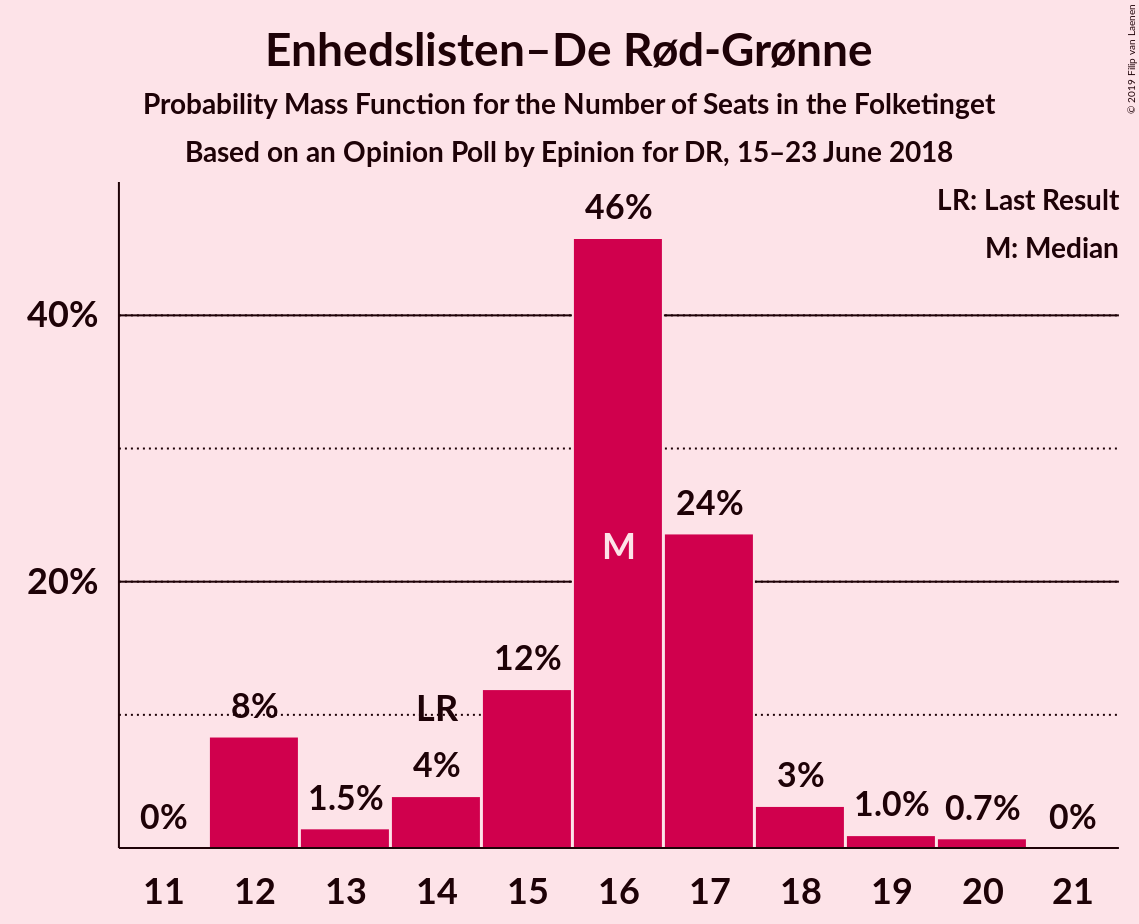 Enhedslisten–De Rød-Grønne
Probability Mass Function for the Number of Seats in the Folketinget
Based on an Opinion Poll by Epinion for DR, 15–23 June 2018
© 2019 Filip van Laenen
LR: Last Result
M: Median
46%
40%
24%
M
20%
12%
8%
LR
4%
3%
1.5%
1.0%
0.7%
0%
0%
11 12 13 14 15 16 17 18 19 20 21